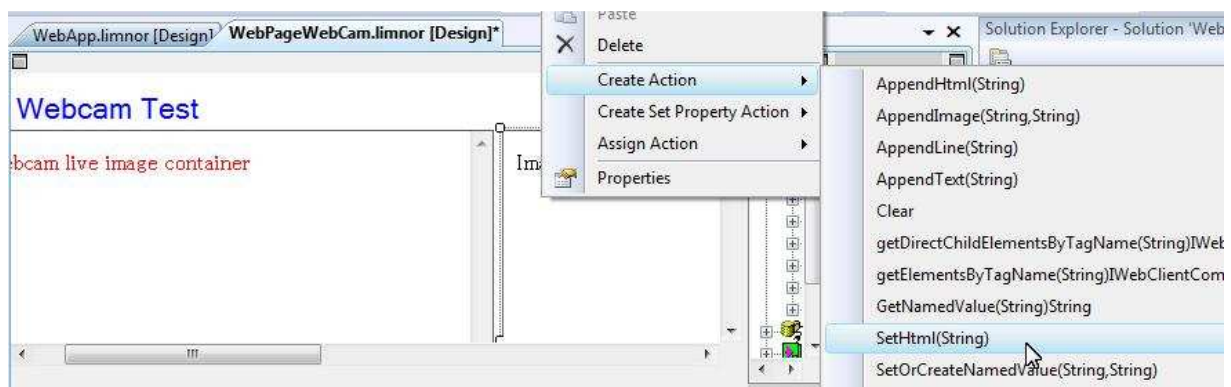 WebApp.limnor [Design]
WebPageWebCam.limnor [Design]*
Solution Explorer - Solution 'Web
Webcam Test
bcam live image container
Im
Paste
Delete
Create Action
Create Set Property Action
Assign Action
Properties
AppendHtml(String)
AppendImage(String,String)
AppendLine(String)
AppendText(String)
Clear
getDirectChildElementsByTagName(String)IWeb
getElementsByTagName(String)IWebClientCom
GetNamedValue(String)String
SetHtml(String)
SetOrCreateNamedValue(String,String)